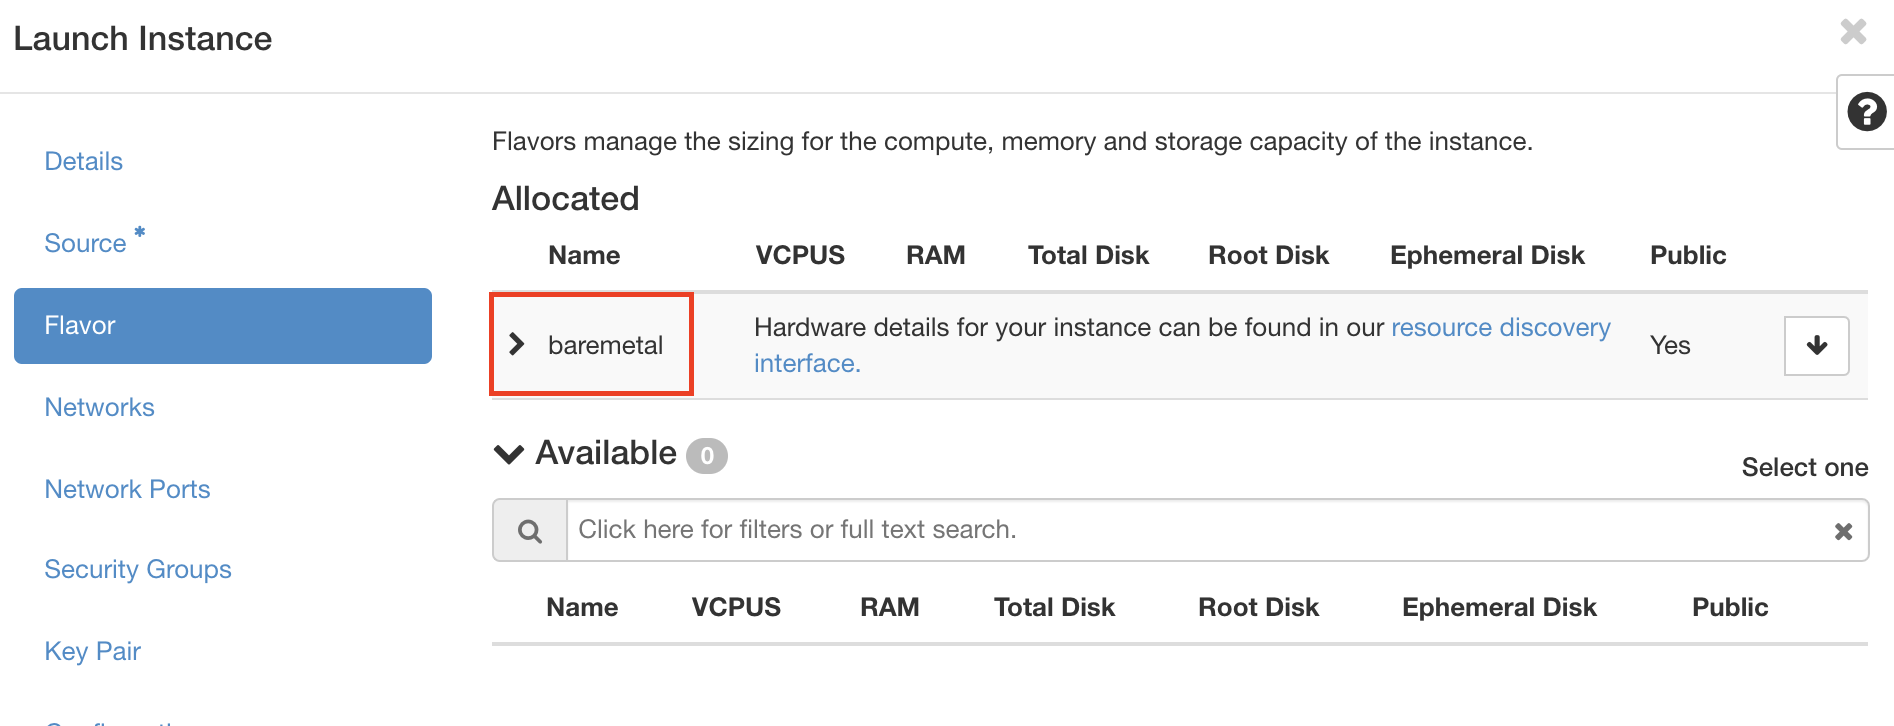 Launch Instance
Details
Source *
Flavor
Networks
Network Ports
Security Groups
Key Pair
Flavors manage the sizing for the compute, memory and storage capacity of the instance.
Allocated
Name VCPUS RAM Total Disk Root Disk Ephemeral Disk Public
baremetal Hardware details for your instance can be found in our resource discovery Yes
interface.
Available 0
Select one
Click here for filters or full text search.
Name VCPUS RAM Total Disk Root Disk Ephemeral Disk Public